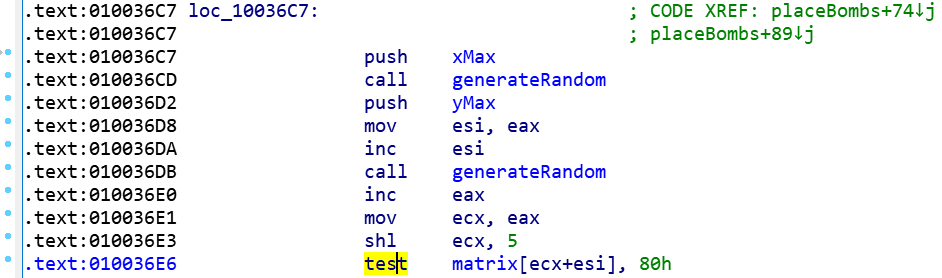 .text:010036C7 loc_10036C7: ; CODE XREF: placeBombs+74↓j
.text:010036C7 ; placeBombs+89↓j
.text:010036C7 push xMax
.text:010036CD call generateRandom
.text:010036D2 push yMax
.text:010036D8 mov esi, eax
.text:010036DA inc esi
.text:010036DB call generateRandom
.text:010036E0 inc eax
.text:010036E1 mov ecx, eax
.text:010036E3 shl ecx, 5
.text:010036E6 test matrix[ecx+esi], 80h